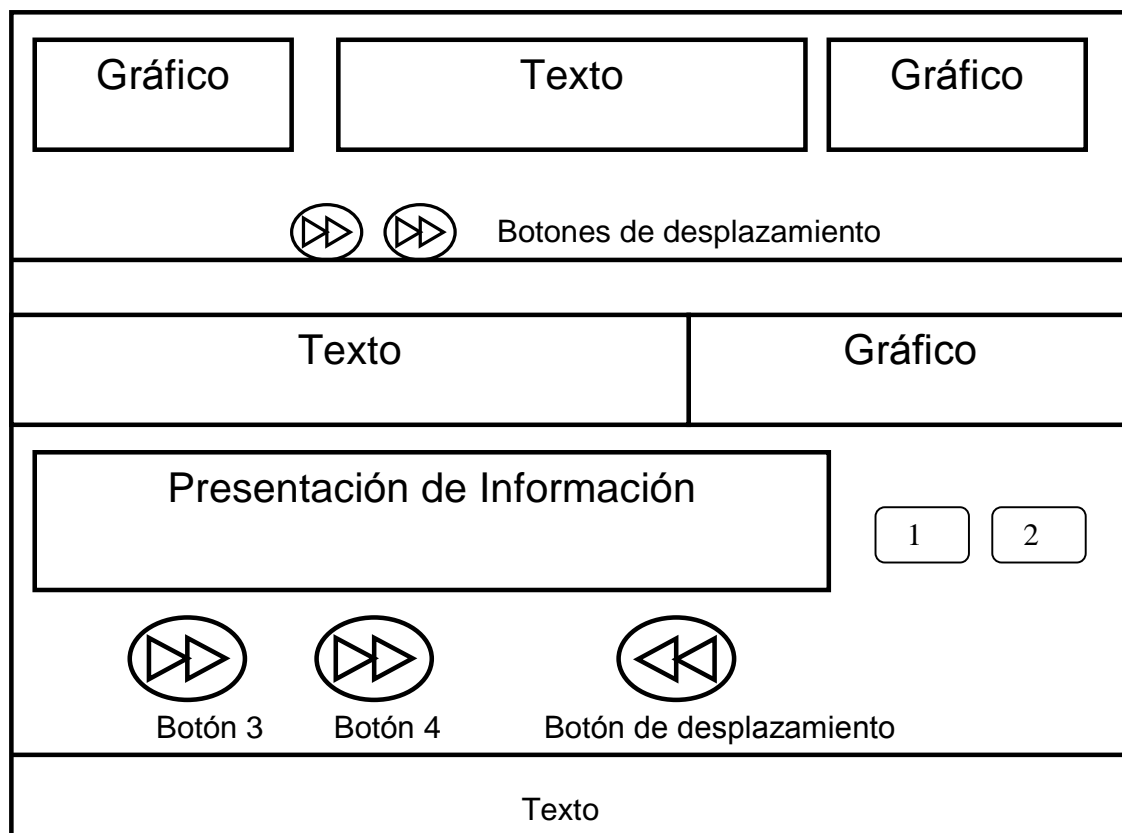 Gráfico Texto Gráfico
Botones de desplazamiento
Texto Gráfico
Presentación de Información
1 2
Botón 3 Botón 4 Botón de desplazamiento
Texto